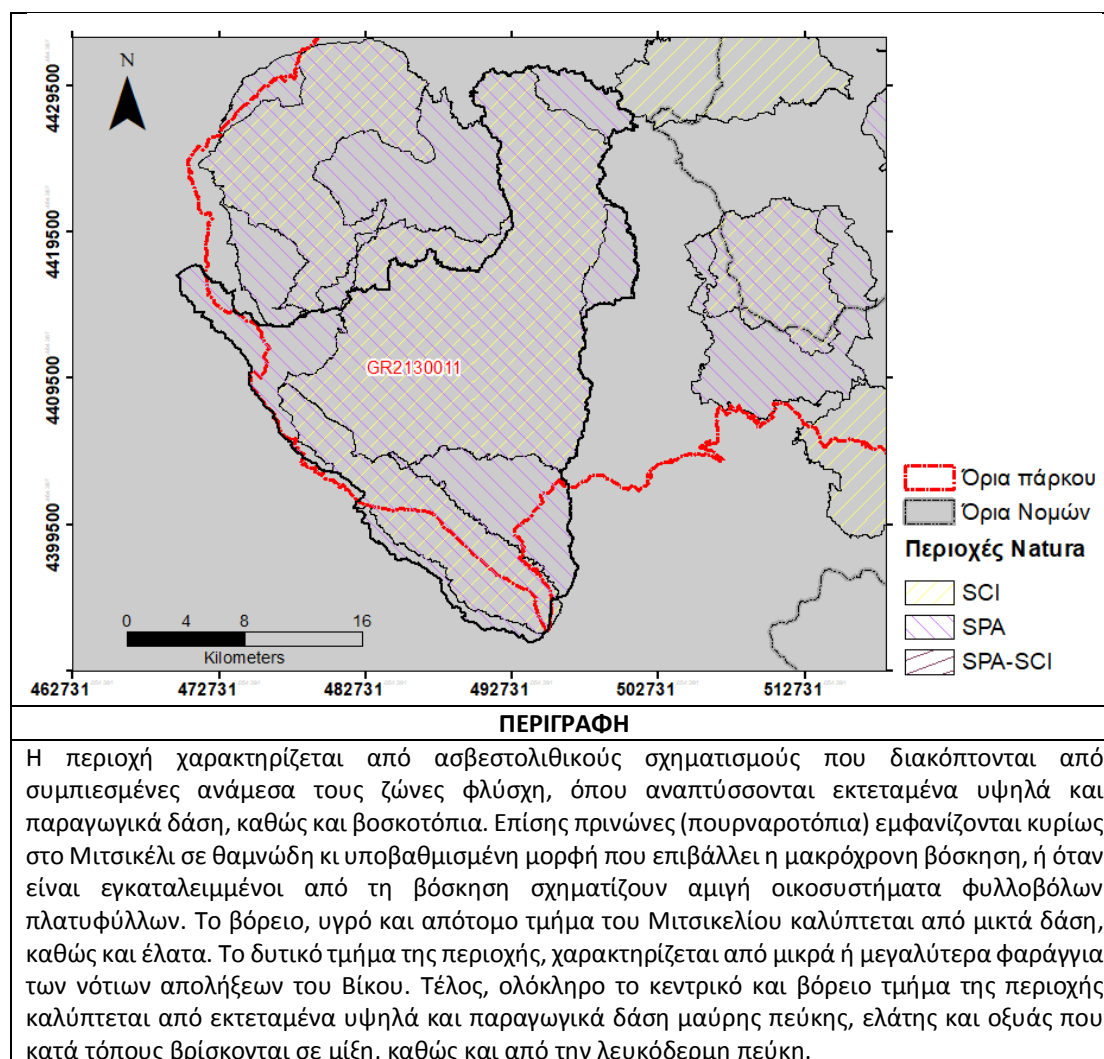 N
4429500
4419500
4409500
4399500
GR2130011
0 4 8 16
Kilometers
462731 472731 482731 492731 502731 512731
Όρια πάρκου
Όρια Νομών
Περιοχές Natura
SCI
SPA
SPA-SCI
ΠΕΡΙΓΡΑΦΗ
Η περιοχή χαρακτηρίζεται από ασβεστολιθικούς σχηματισμούς που διακόπτονται από
συμπιεσμένες ανάμεσα τους ζώνες φλύσχη, όπου αναπτύσσονται εκτεταμένα υψηλά και
παραγωγικά δάση, καθώς και βοσκοτόπια. Επίσης πρινώνες (πουρναροτόπια) εμφανίζονται κυρίως
στο Μιτσικέλι σε θαμνώδη κι υποβαθμισμένη μορφή που επιβάλλει η μακρόχρονη βόσκηση, ή όταν
είναι εγκαταλειμμένοι από τη βόσκηση σχηματίζουν αμιγή οικοσυστήματα φυλλοβόλων
πλατυφύλλων. Το βόρειο, υγρό και απότομο τμήμα του Μιτσικελίου καλύπτεται από μικτά δάση,
καθώς και έλατα. Το δυτικό τμήμα της περιοχής, χαρακτηρίζεται από μικρά ή μεγαλύτερα φαράγγια
των νότιων απολήξεων του Βίκου. Τέλος, ολόκληρο το κεντρικό και βόρειο τμήμα της περιοχής
καλύπτεται από εκτεταμένα υψηλά και παραγωγικά δάση μαύρης πεύκης, ελάτης και οξυάς που
κατά τόπους βρίσκονται σε μίξη, καθώς και από την λευκόδερμη πεύκη.